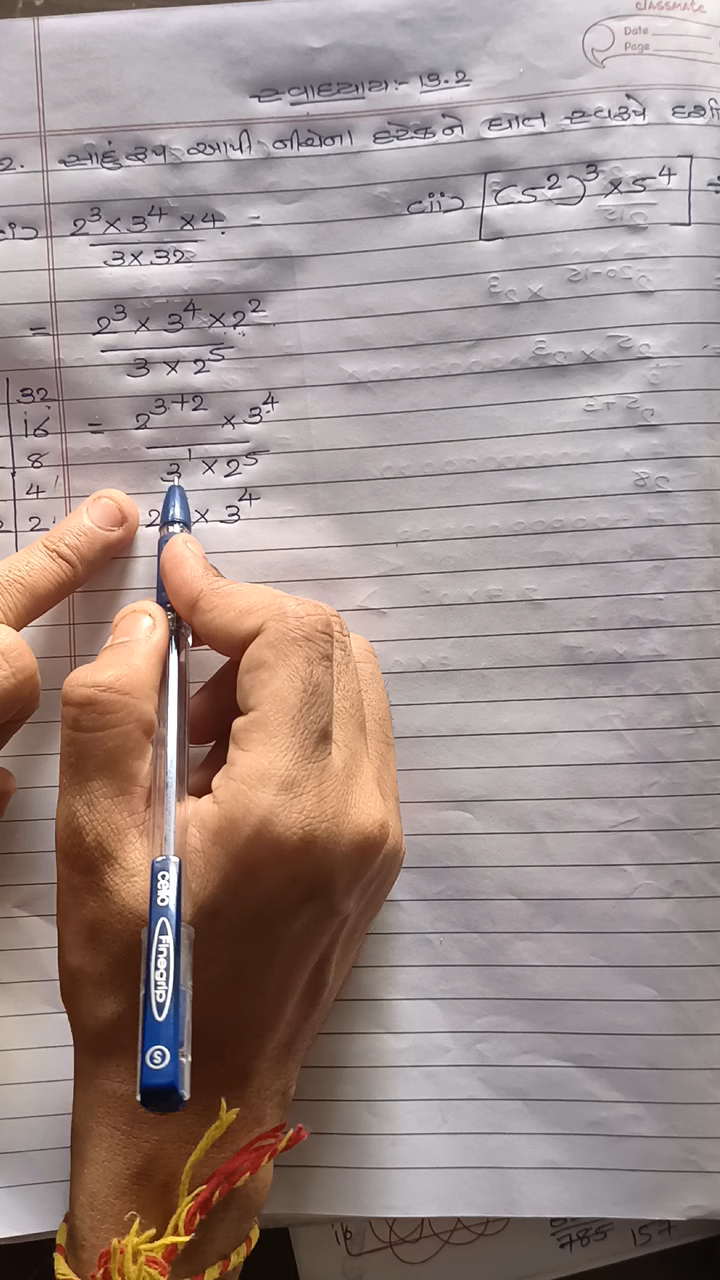 classmate
Date
Page
સ્વાધ્યાય:- 13.2
2. સાદું રૂપ આપી નીચેના દરેકને ઘાત સ્વરૂપે
(i) 2³ × 3⁴ × 4 =
3 × 32
(ii) [(5²)³ × 5⁴]
= 2³ × 3⁴ × 2²
3 × 2⁵
32
16
8
4
2 2
= 2³⁺² × 3⁴
3¹ × 2⁵
2 × 3⁴
cello Finegrip
S
785 157